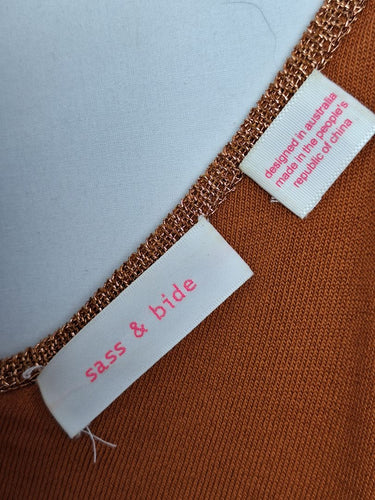 sass & bide
designed in australia
made in the people's
republic of china